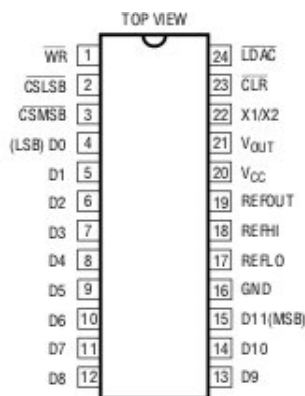 TOP VIEW
WR 1 24 LDAC
CSLSB 2 23 CLR
CSMSB 3 22 X1/X2
(LSB) D0 4 21 VOUT
D1 5 20 VCC
D2 6 19 REFOUT
D3 7 18 REFHI
D4 8 17 REFLO
D5 9 16 GND
D6 10 15 D11(MSB)
D7 11 14 D10
D8 12 13 D9